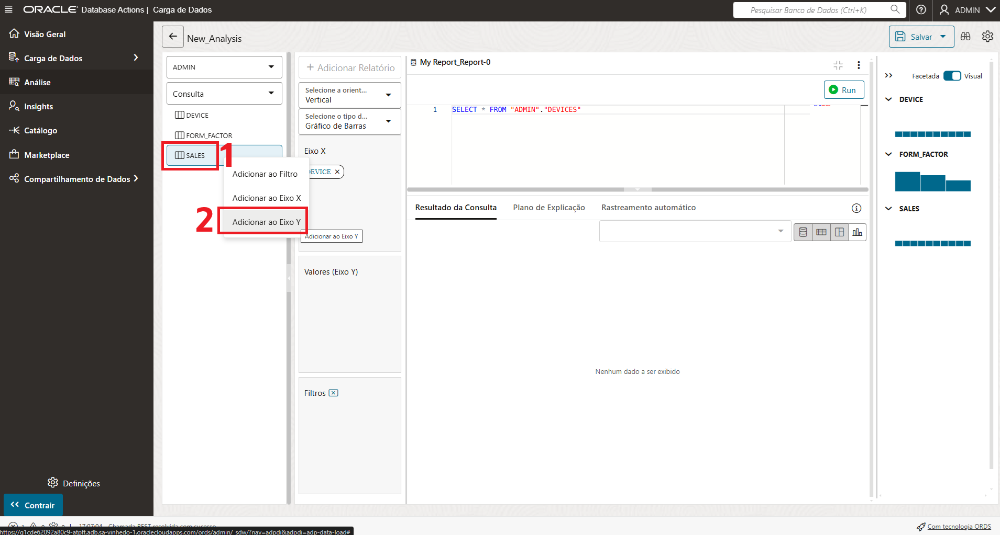 ORACLE Database Actions | Carga de Dados
Pesquisar Banco de Dados (Ctrl+K)
ADMIN
Visão Geral
Carga de Dados
Análise
Insights
Catálogo
Marketplace
Compartilhamento de Dados
Definições
Contrair
New_Analysis
Salvar
ADMIN
Consulta
DEVICE
FORM_FACTOR
SALES
1
Adicionar ao Filtro
Adicionar ao Eixo X
2
Adicionar ao Eixo Y
Adicionar ao Eixo Y
+ Adicionar Relatório
Selecione a orient...
Vertical
Selecione o tipo d...
Gráfico de Barras
Eixo X
DEVICE
Valores (Eixo Y)
Filtros
My Report_Report-0
Run
1 SELECT * FROM "ADMIN"."DEVICES"
Resultado da Consulta
Plano de Explicação
Rastreamento automático
Nenhum dado a ser exibido
Facetada
Visual
DEVICE
FORM_FACTOR
SALES
17:07:04 - Chamada REST resolvida com sucesso
https://g1cde62092a80c9-atpft.adb.sa-vinhedo-1.oraclecloudapps.com/ords/admin/_sdw/?nav=adpdi&adpdi=adp-data-load#
Com tecnologia ORDS